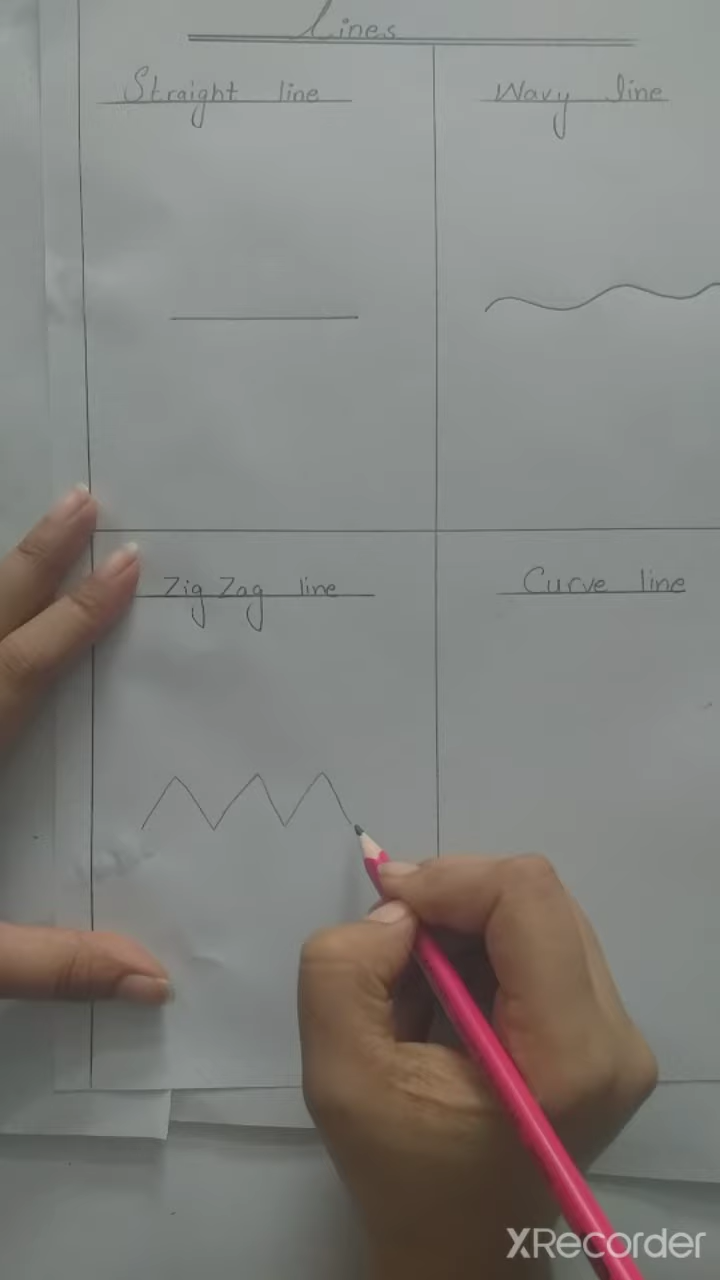 Lines
Straight line
Wavy line
Zig Zag line
Curve line
XRecorder